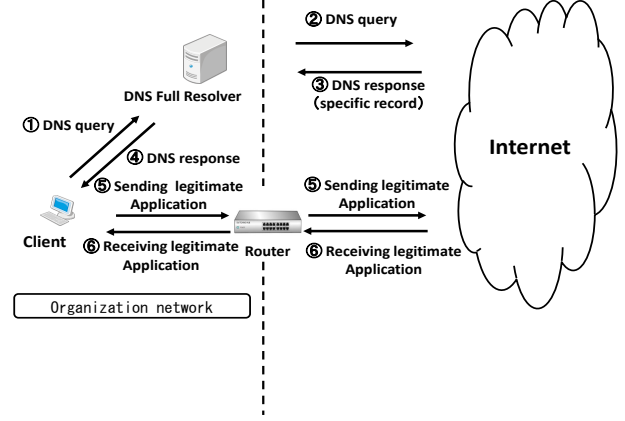 ② DNS query
③ DNS response
(specific record)
DNS Full Resolver
① DNS query
④ DNS response
⑤ Sending legitimate
Application
⑤ Sending legitimate
Application
Internet
Client
⑥ Receiving legitimate
Application
Router
⑥ Receiving legitimate
Application
Organization network